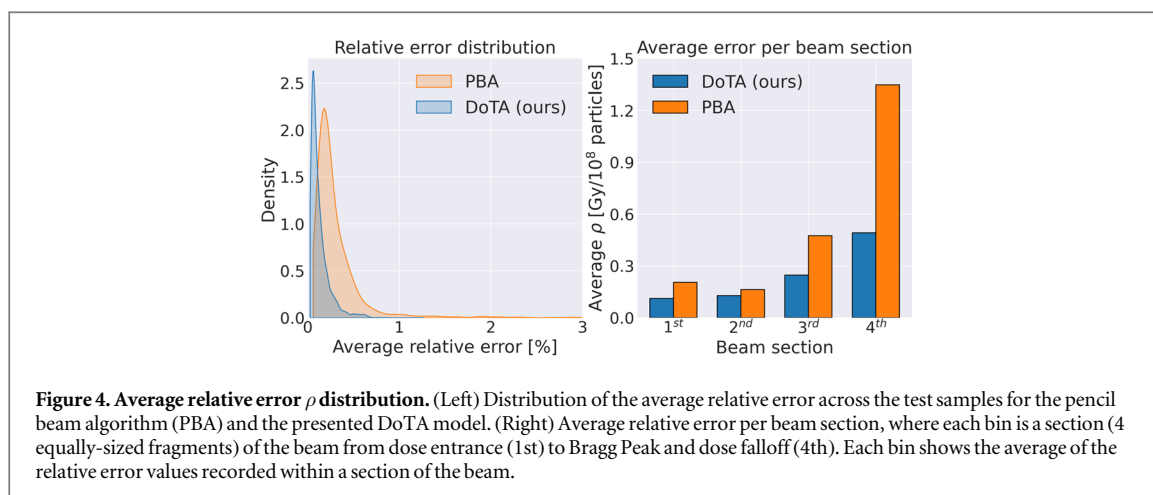 Relative error distribution
2.5
2.0
1.5
1.0
0.5
0.0
Density
PBA
DoTA (ours)
0
1
2
3
Average relative error [%]
Average error per beam section
1.5
1.2
0.9
0.6
0.3
0.0
Average ρ [Gy/10⁸ particles]
DoTA (ours)
PBA
1ˢᵗ
2ⁿᵈ
3ʳᵈ
4ᵗʰ
Beam section
Figure 4. Average relative error ρ distribution. (Left) Distribution of the average relative error across the test samples for the pencil
beam algorithm (PBA) and the presented DoTA model. (Right) Average relative error per beam section, where each bin is a section (4
equally-sized fragments) of the beam from dose entrance (1st) to Bragg Peak and dose falloff (4th). Each bin shows the average of the
relative error values recorded within a section of the beam.